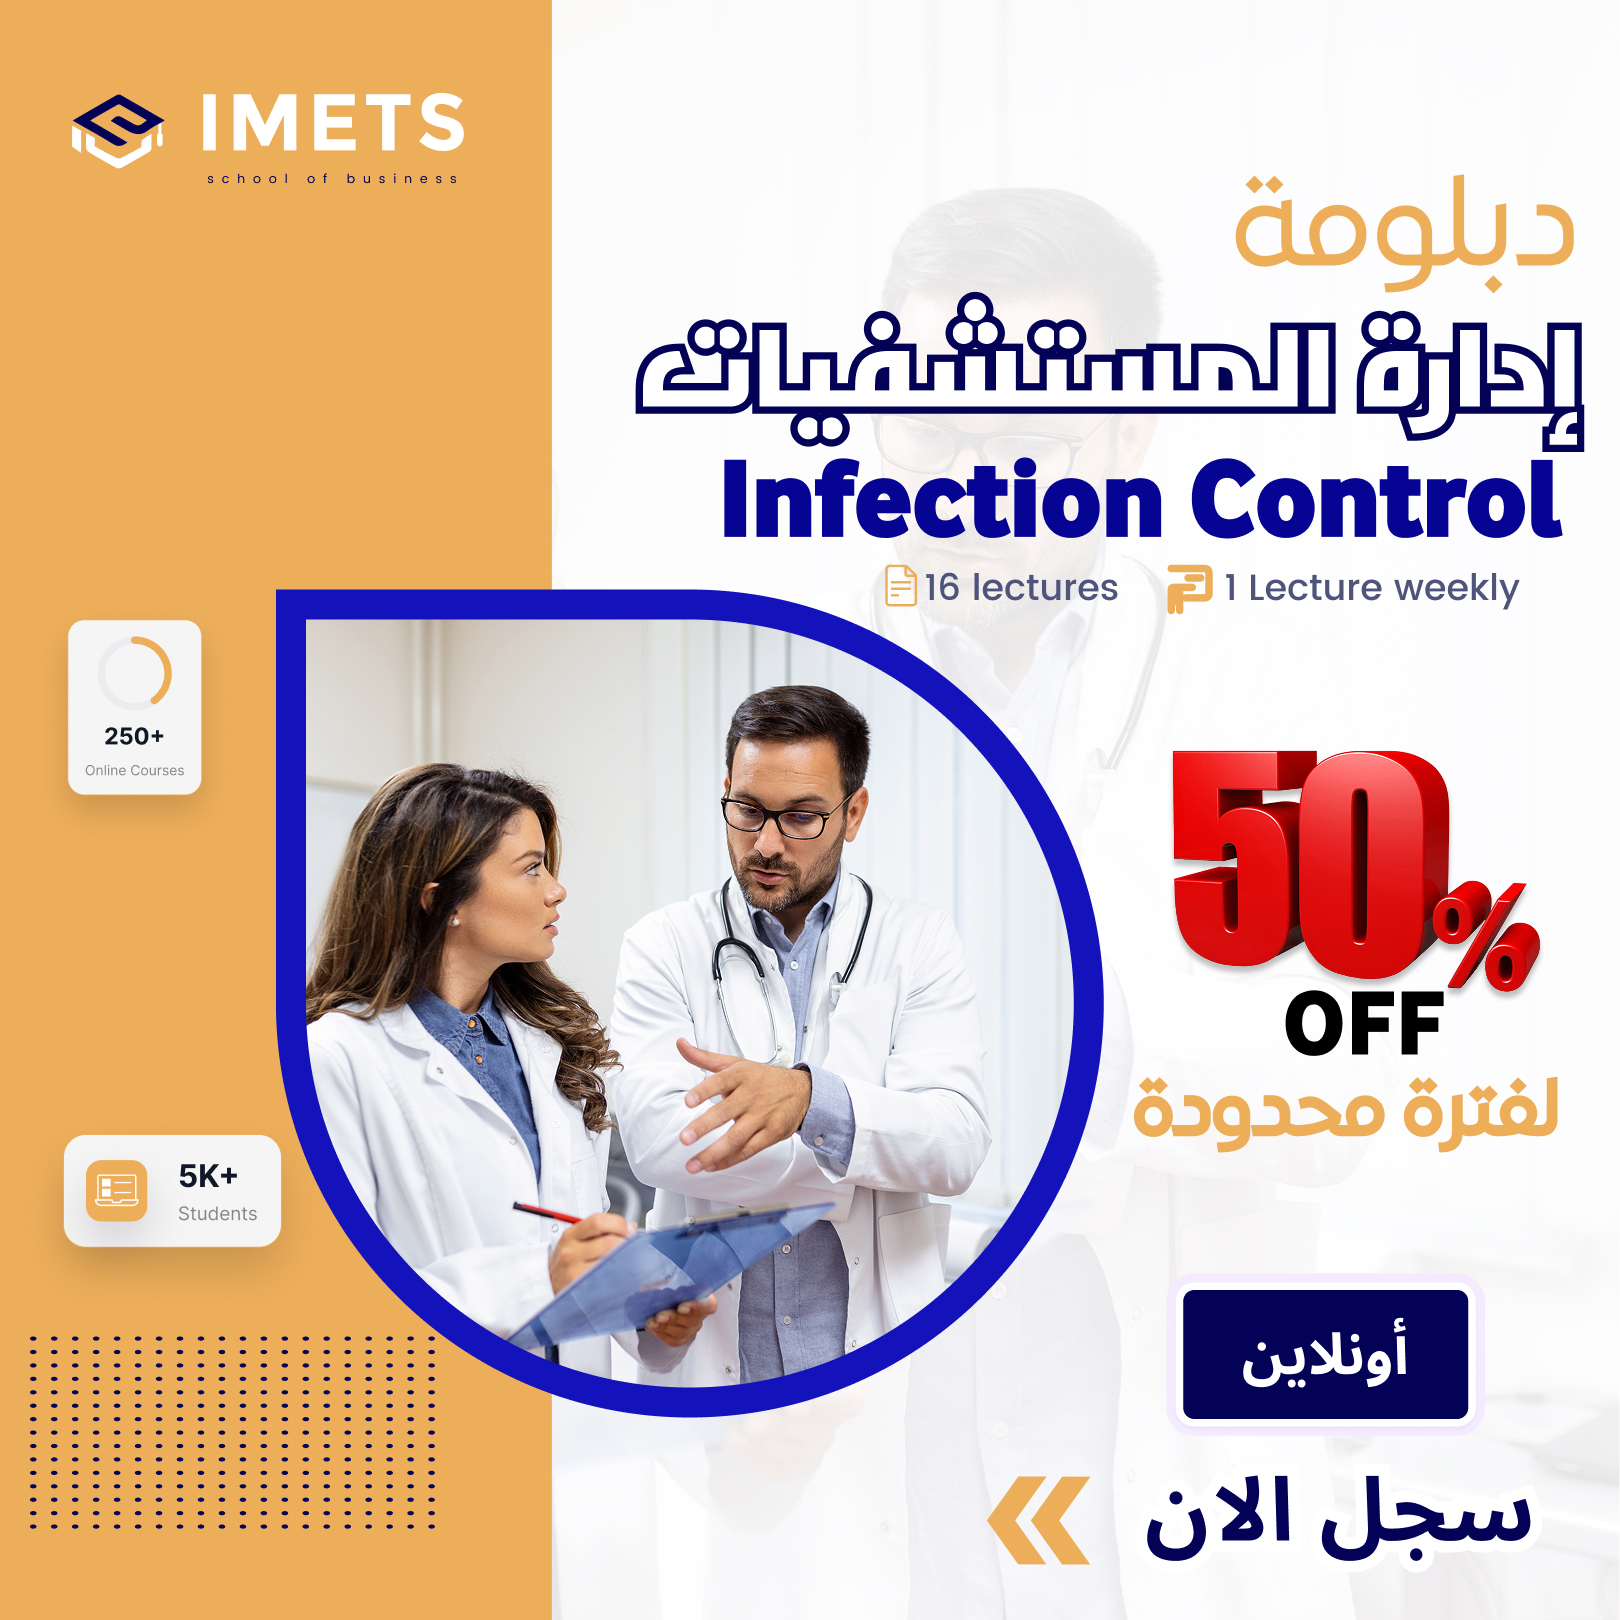 IMETS
school of business
دبلومة
إدارة المستشفيات
Infection Control
16 lectures
1 Lecture weekly
250+
Online Courses
50%
OFF
لفترة محدودة
5K+
Students
أونلاين
سجل الان